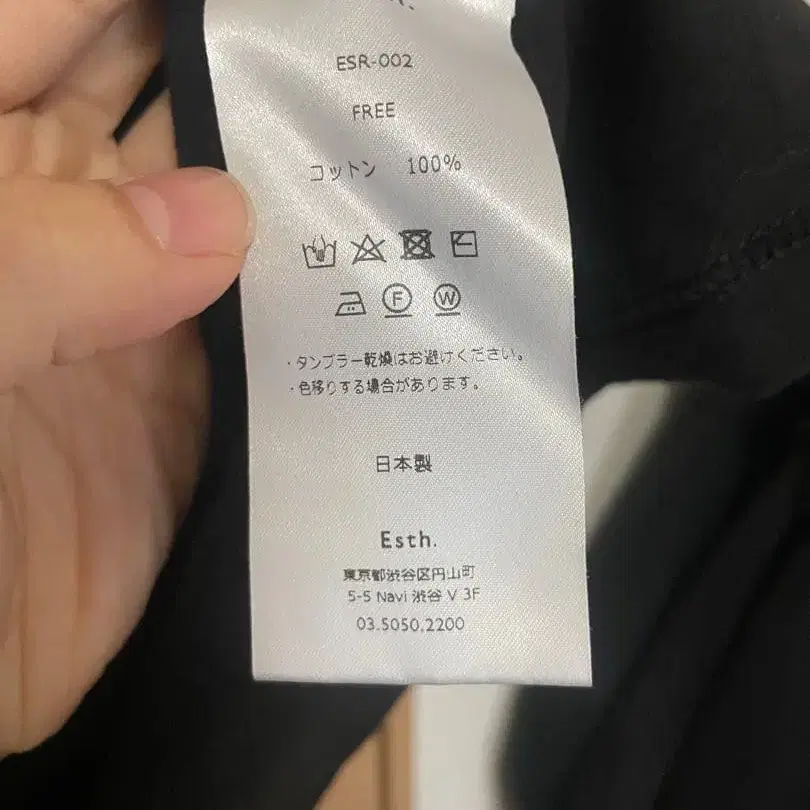 ESR-002
FREE
コットン 100%
F W
・タンブラー乾燥はお避けください。
・色移りする場合があります。
日本製
Esth.
東京都渋谷区円山町
5-5 Navi 渋谷 V 3F
03.5050.2200